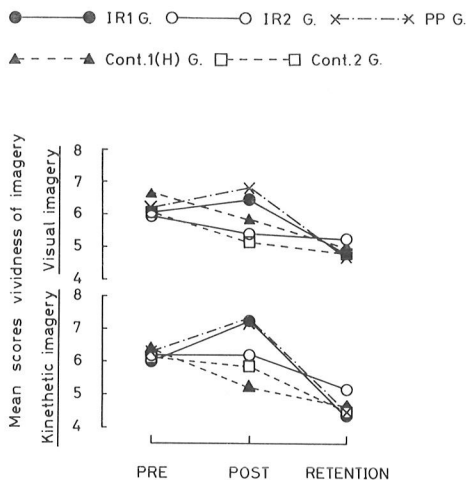 IR1 G. IR2 G. PP G.
Cont.1(H) G. Cont.2 G.
Mean scores vividness of imagery
Visual imagery
8
7
6
5
4
Kinethetic imagery
8
7
6
5
4
PRE POST RETENTION